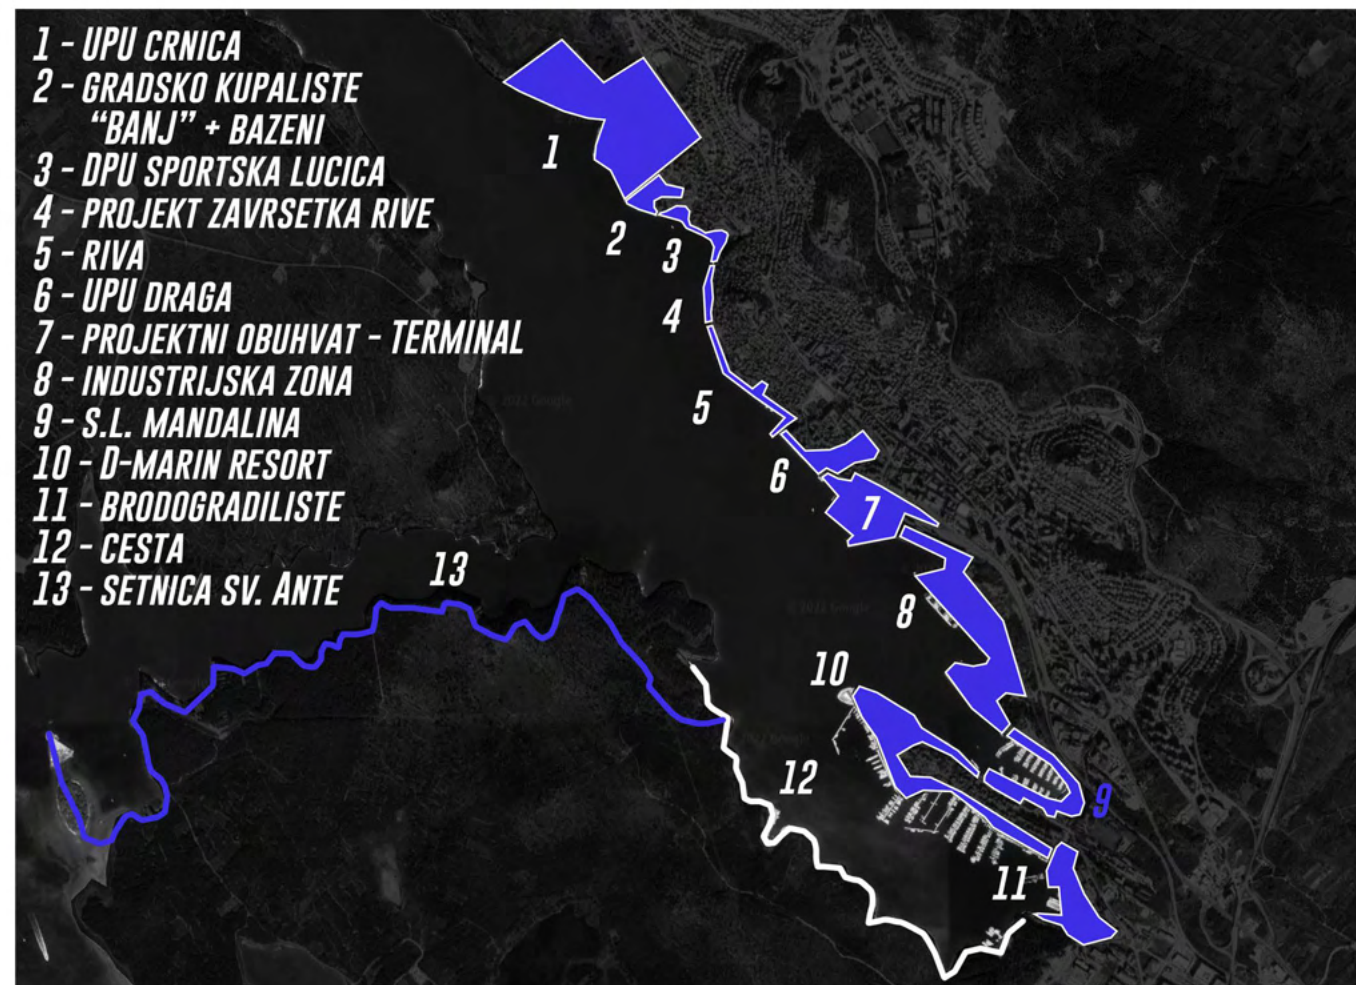 1 - UPU CRNICA
2 - GRADSKO KUPALISTE
“BANJ” + BAZENI
3 - DPU SPORTSKA LUCICA
4 - PROJEKT ZAVRSETKA RIVE
5 - RIVA
6 - UPU DRAGA
7 - PROJEKTNI OBUHVAT - TERMINAL
8 - INDUSTRIJSKA ZONA
9 - S.L. MANDALINA
10 - D-MARIN RESORT
11 - BRODOGRADILISTE
12 - CESTA
13 - SETNICA SV. ANTE
1
2
3
4
5
6
7
8
9
10
11
12
13
© 2022 Google